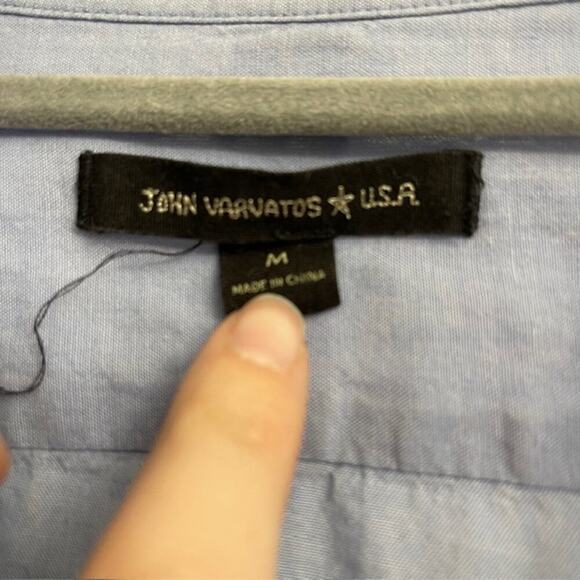 JOHN VARVATOS ★ U.S.A.
M
MADE IN CHINA